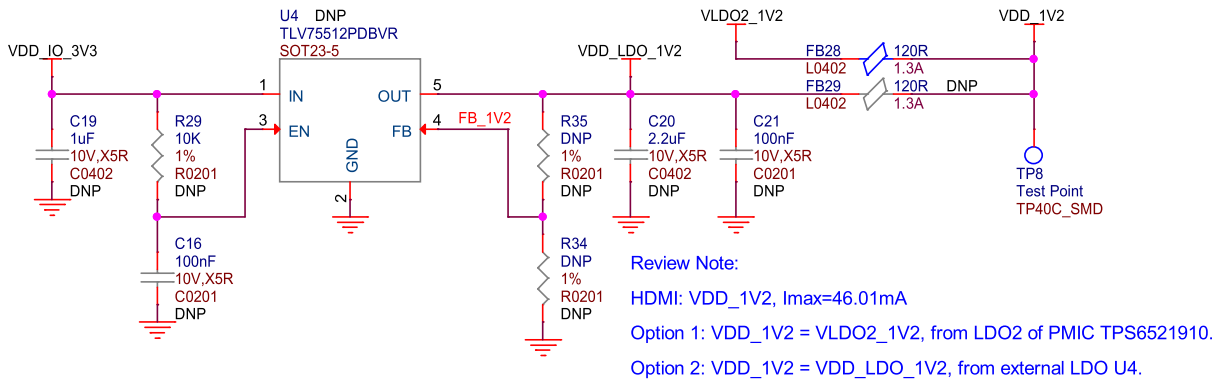 U4 DNP
TLV75512PDBVR
SOT23-5
VDD_IO_3V3
1
IN
OUT
5
3
EN
FB
4
FB_1V2
GND
2
C19
1uF
10V,X5R
C0402
DNP
R29
10K
1%
R0201
DNP
C16
100nF
10V,X5R
C0201
DNP
VDD_LDO_1V2
R35
DNP
1%
R0201
DNP
R34
DNP
1%
R0201
DNP
C20
2.2uF
10V,X5R
C0402
DNP
C21
100nF
10V,X5R
C0201
DNP
VLDO2_1V2
VDD_1V2
FB28 120R
L0402 1.3A
FB29 120R DNP
L0402 1.3A
TP8
Test Point
TP40C_SMD
Review Note:
HDMI: VDD_1V2, Imax=46.01mA
Option 1: VDD_1V2 = VLDO2_1V2, from LDO2 of PMIC TPS6521910.
Option 2: VDD_1V2 = VDD_LDO_1V2, from external LDO U4.